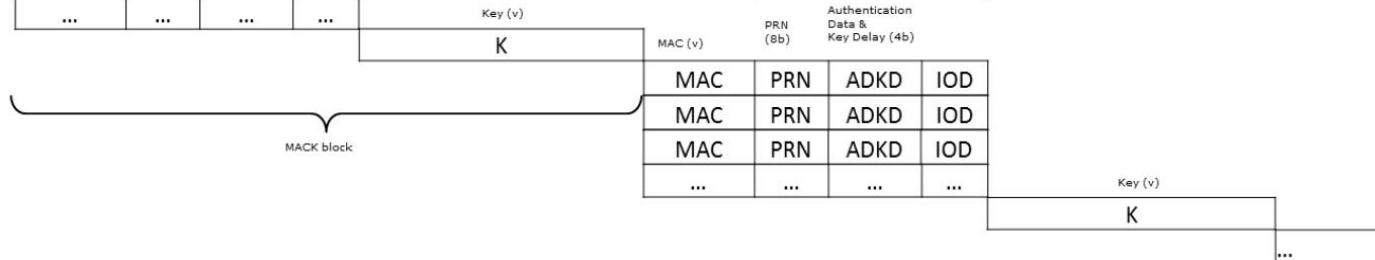 ... ... ... ...
Key (v)
K
MACK block
MAC (v)
PRN
(8b)
Authentication
Data &
Key Delay (4b)
MAC PRN ADKD IOD
MAC PRN ADKD IOD
MAC PRN ADKD IOD
... ... ... ...
Key (v)
K
...